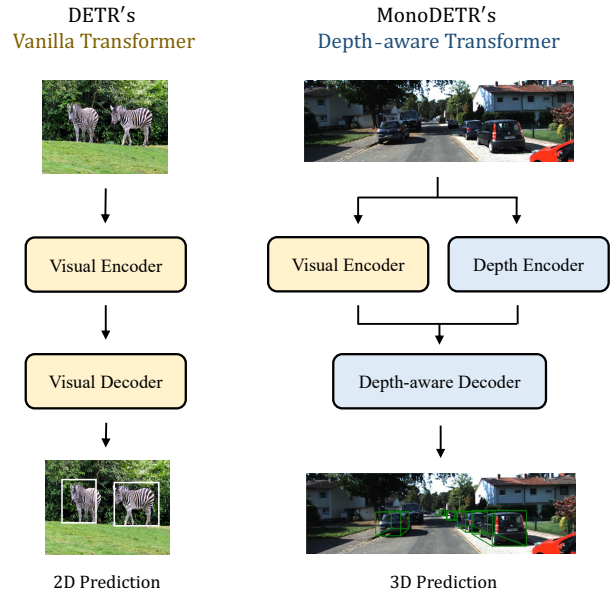 DETR's
Vanilla Transformer
Visual Encoder
Visual Decoder
2D Prediction
MonoDETR's
Depth-aware Transformer
Visual Encoder
Depth Encoder
Depth-aware Decoder
3D Prediction